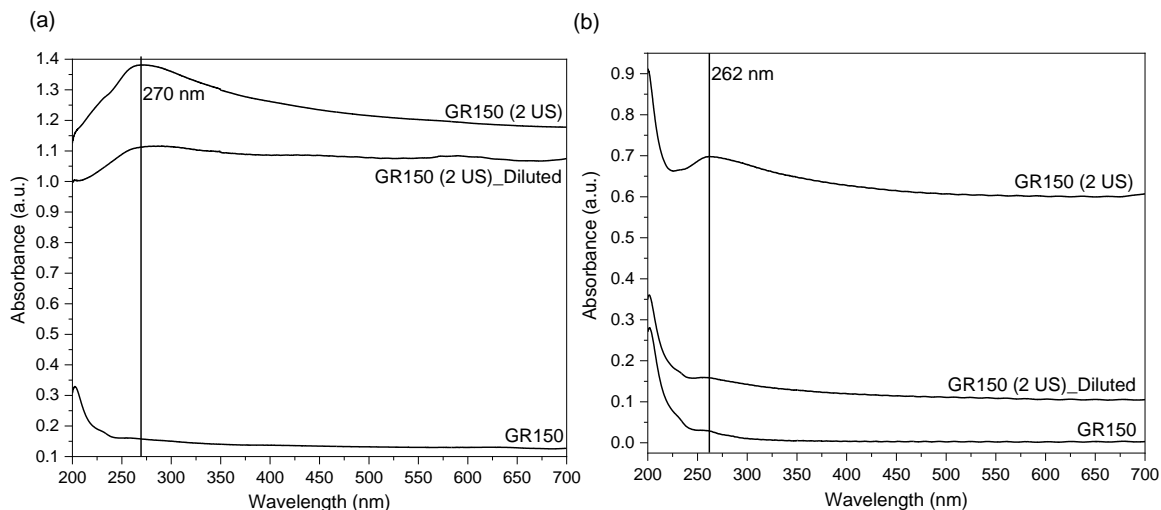 (a)
1.4
1.3
1.2
1.1
1.0
0.9
0.8
0.7
0.6
0.5
0.4
0.3
0.2
0.1
Absorbance (a.u.)
270 nm
GR150 (2 US)
GR150 (2 US)_Diluted
GR150
200 250 300 350 400 450 500 550 600 650 700
Wavelength (nm)
(b)
0.9
0.8
0.7
0.6
0.5
0.4
0.3
0.2
0.1
0.0
Absorbance (a.u.)
262 nm
GR150 (2 US)
GR150 (2 US)_Diluted
GR150
200 250 300 350 400 450 500 550 600 650 700
Wavelength (nm)